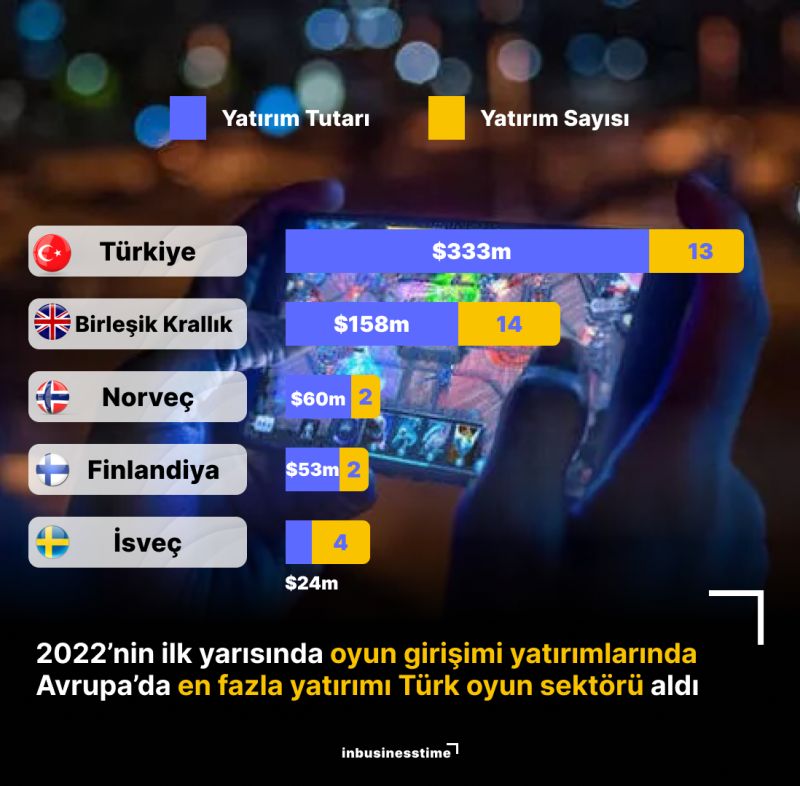 Yatırım Tutarı Yatırım Sayısı
Türkiye $333m 13
Birleşik Krallık $158m 14
Norveç $60m 2
Finlandiya $53m 2
İsveç 4
$24m
2022’nin ilk yarısında oyun girişimi yatırımlarında
Avrupa’da en fazla yatırımı Türk oyun sektörü aldı
inbusinesstime